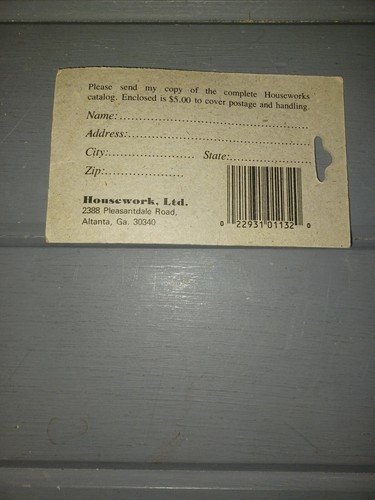 Please send my copy of the complete Houseworks
catalog. Enclosed is $5.00 to cover postage and handling.
Name:
Address:
City: State:
Zip:
Housework, Ltd.
2388 Pleasantdale Road,
Altanta, Ga. 30340
0 22931 01132 0